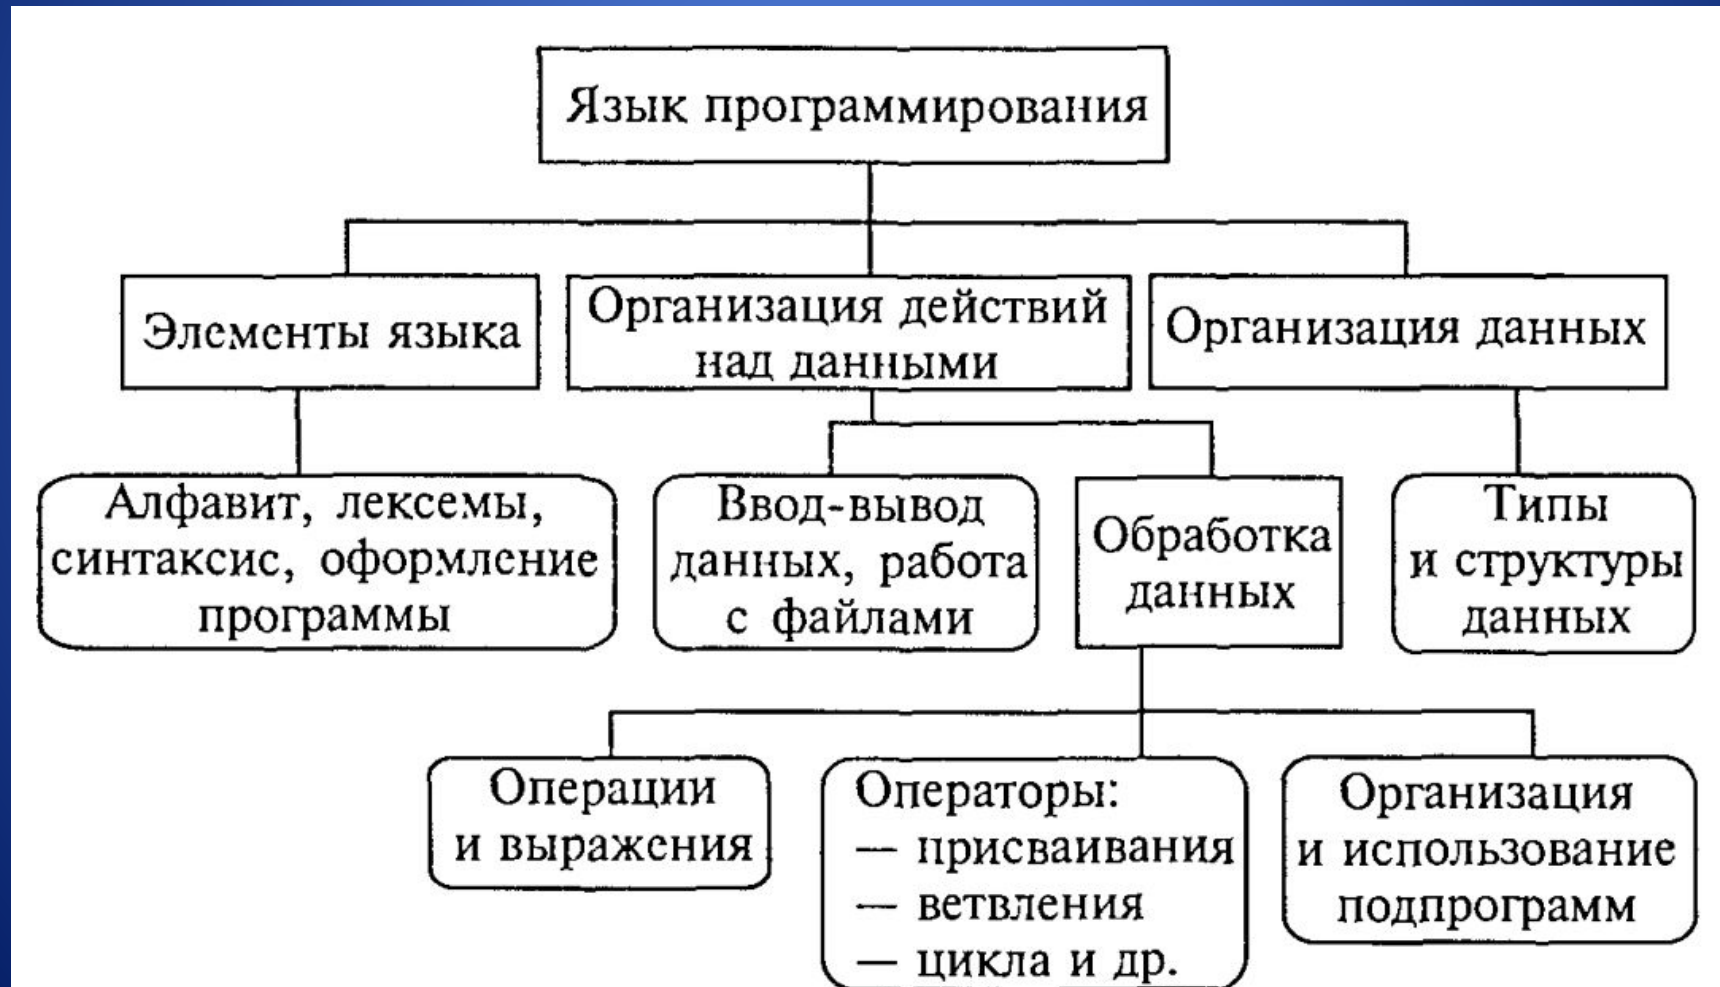 Язык программирования
Элементы языка
Организация действий
над данными
Организация данных
Алфавит, лексемы,
синтаксис, оформление
программы
Ввод-вывод
данных, работа
с файлами
Обработка
данных
Типы
и структуры
данных
Операции
и выражения
Операторы:
— присваивания
— ветвления
— цикла и др.
Организация
и использование
подпрограмм